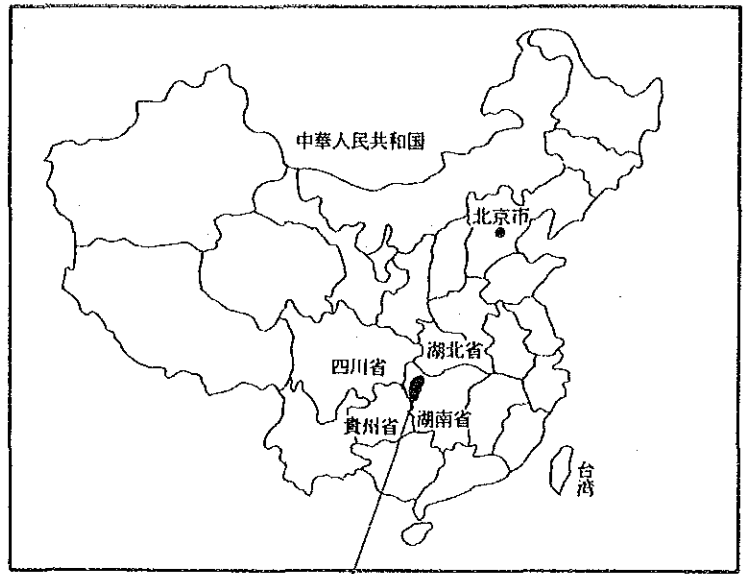 中華人民共和国
北京市
湖北省
四川省
貴州省
湖南省
台湾